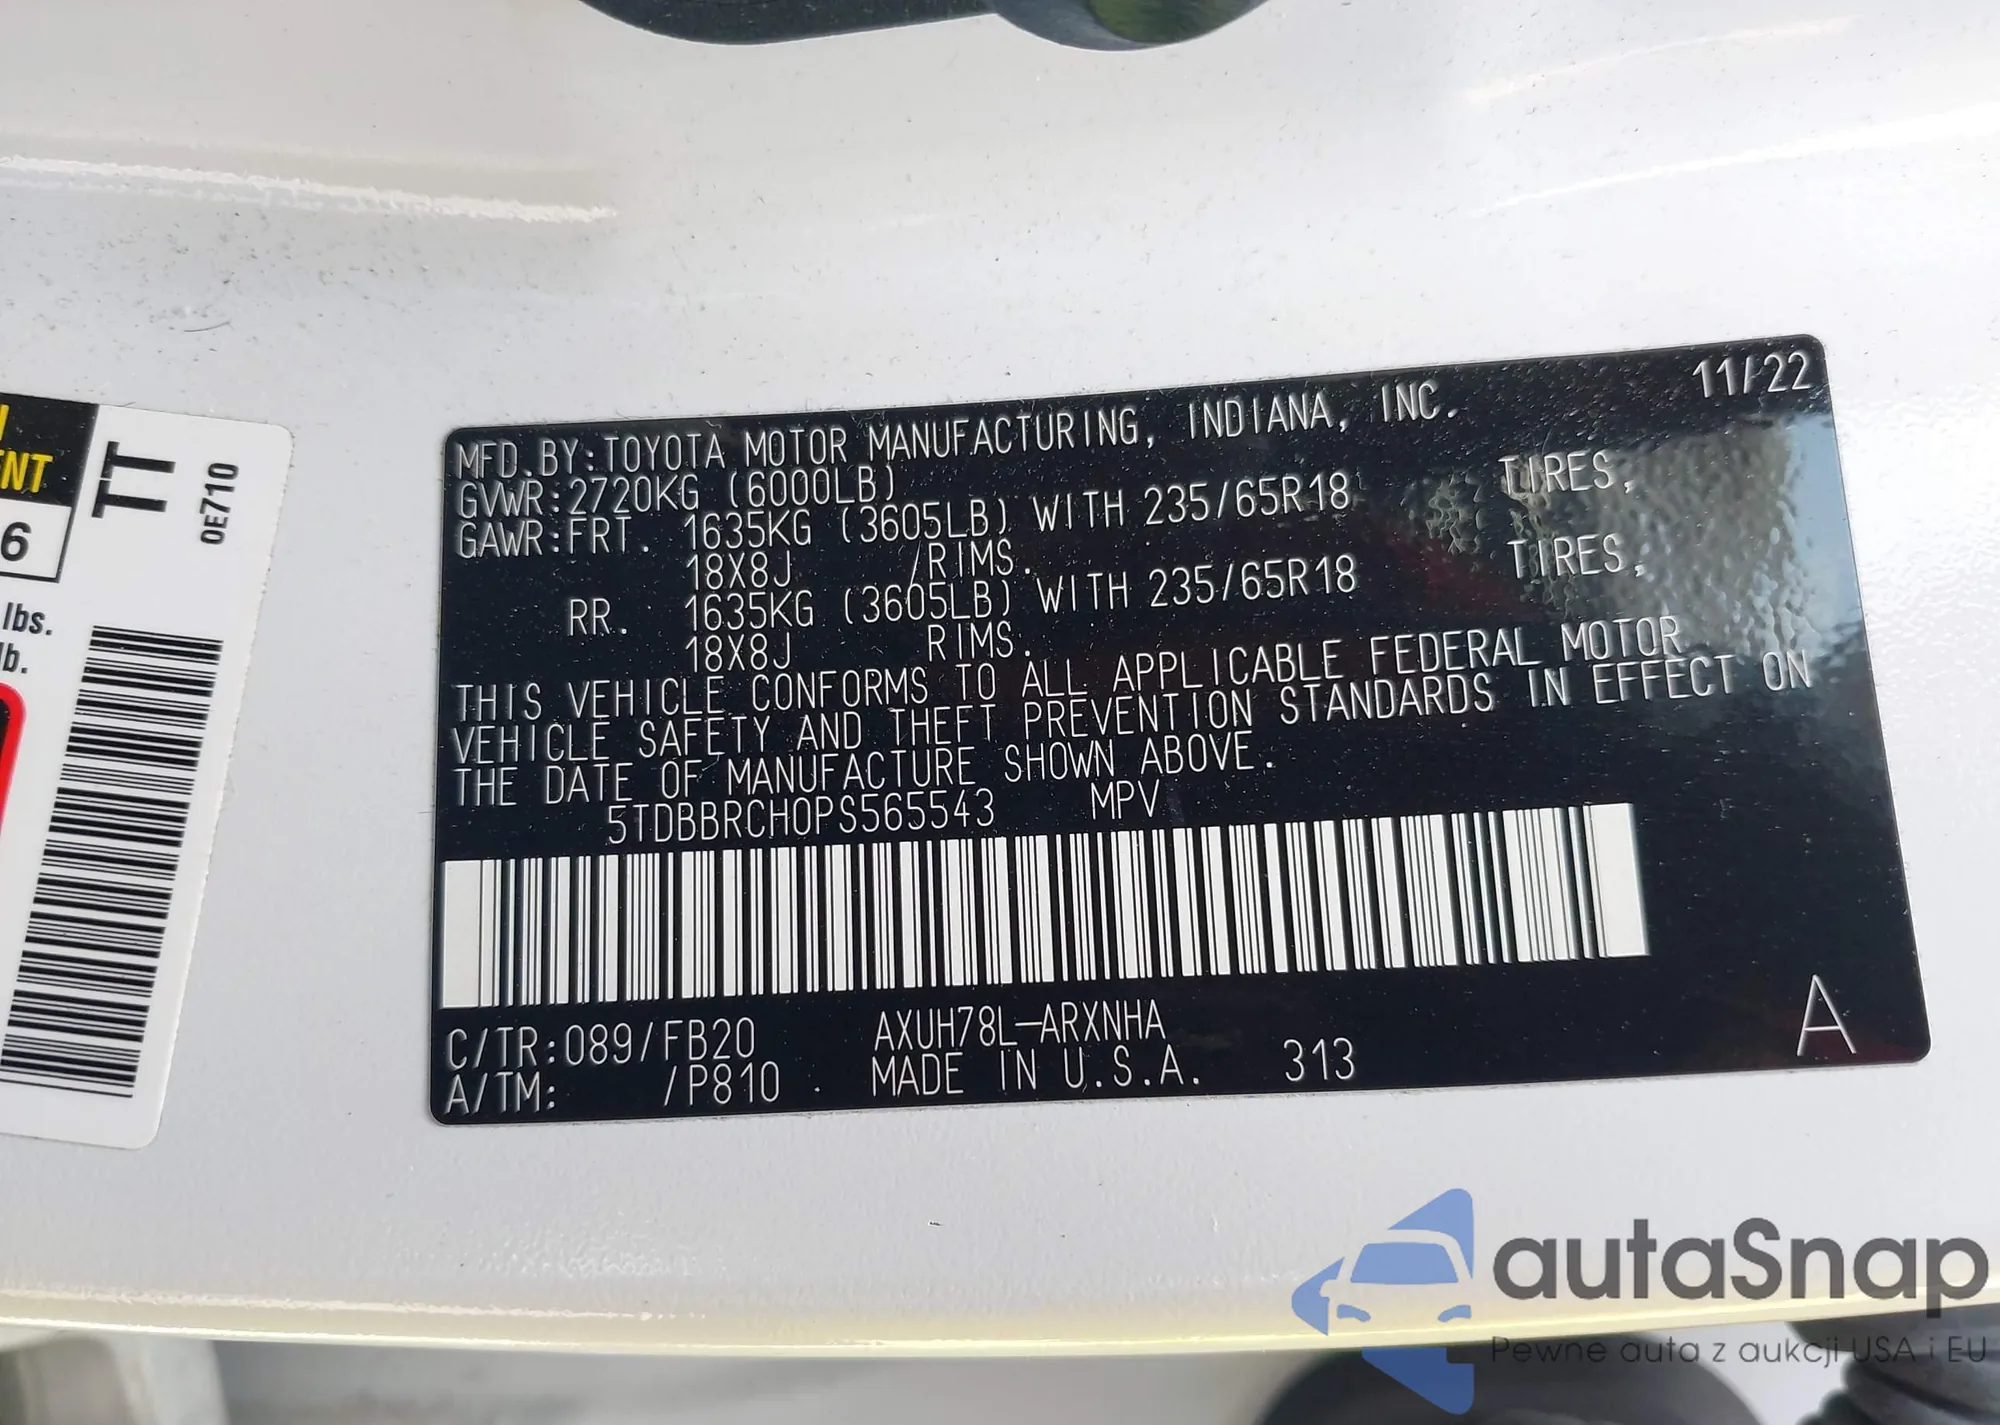 11/22
MFD.BY:TOYOTA MOTOR MANUFACTURING, INDIANA, INC.
GVWR:2720KG (6000LB)
GAWR:FRT. 1635KG (3605LB) WITH 235/65R18 TIRES,
18X8J /RIMS.
RR. 1635KG (3605LB) WITH 235/65R18 TIRES,
18X8J RIMS.
THIS VEHICLE CONFORMS TO ALL APPLICABLE FEDERAL MOTOR
VEHICLE SAFETY AND THEFT PREVENTION STANDARDS IN EFFECT ON
THE DATE OF MANUFACTURE SHOWN ABOVE.
5TDBBRCH0PS565543 MPV
C/TR:089/FB20 AXUH78L-ARXNHA
A/TM: /P810 . MADE IN U.S.A. 313
A
TT
0E710
6
lbs.
autaSnap
Pewne auta z aukcji USA i EU